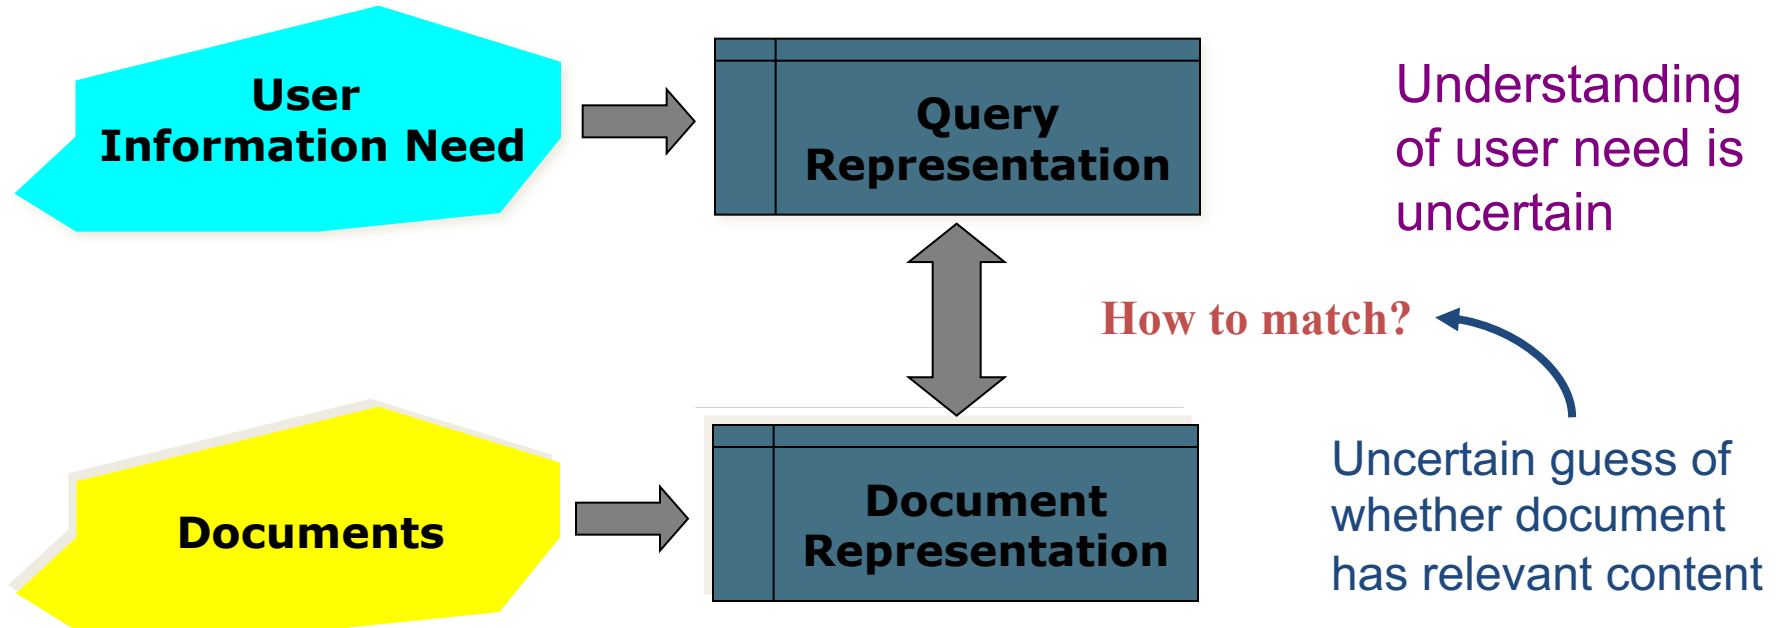 User
Information Need
Query
Representation
Understanding
of user need is
uncertain
How to match?
Documents
Document
Representation
Uncertain guess of
whether document
has relevant content